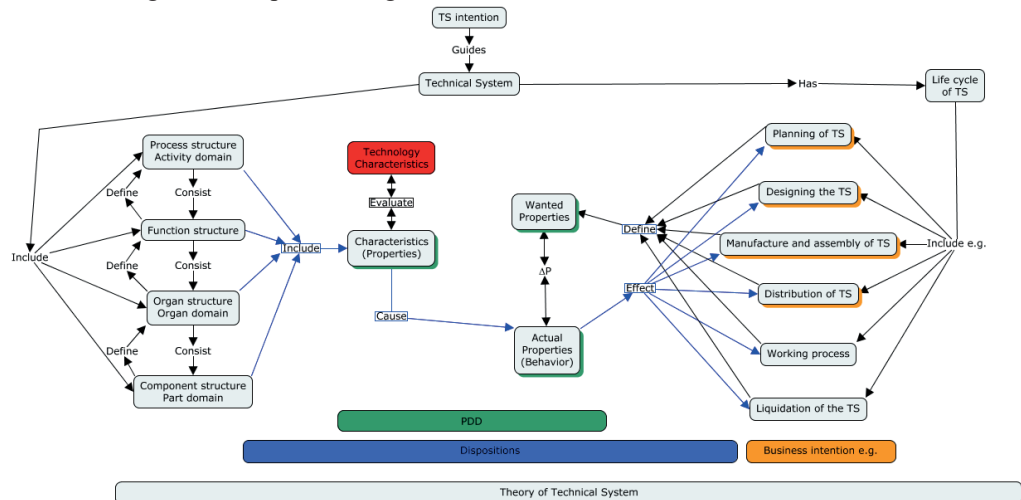 TS intention
Guides
Technical System
Has
Life cycle
of TS
Process structure
Activity domain
Define
Consist
Function structure
Include
Define
Consist
Organ structure
Organ domain
Define
Consist
Component structure
Part domain
Include
Technology
Characteristics
Evaluate
Characteristics
(Properties)
Cause
Wanted
Properties
ΔP
Actual
Properties
(Behavior)
Define
Effect
Planning of TS
Designing the TS
Manufacture and assembly of TS
Include e.g.
Distribution of TS
Working process
Liquidation of the TS
PDD
Dispositions
Business intention e.g.
Theory of Technical System